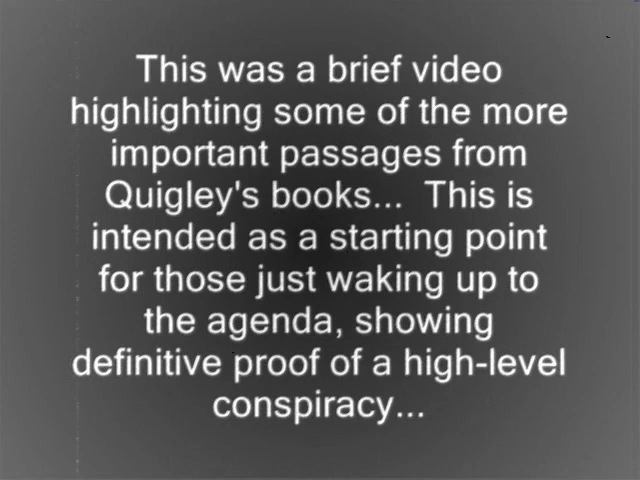 This was a brief video
highlighting some of the more
important passages from
Quigley's books...  This is
intended as a starting point
for those just waking up to
the agenda, showing
definitive proof of a high-level
conspiracy...